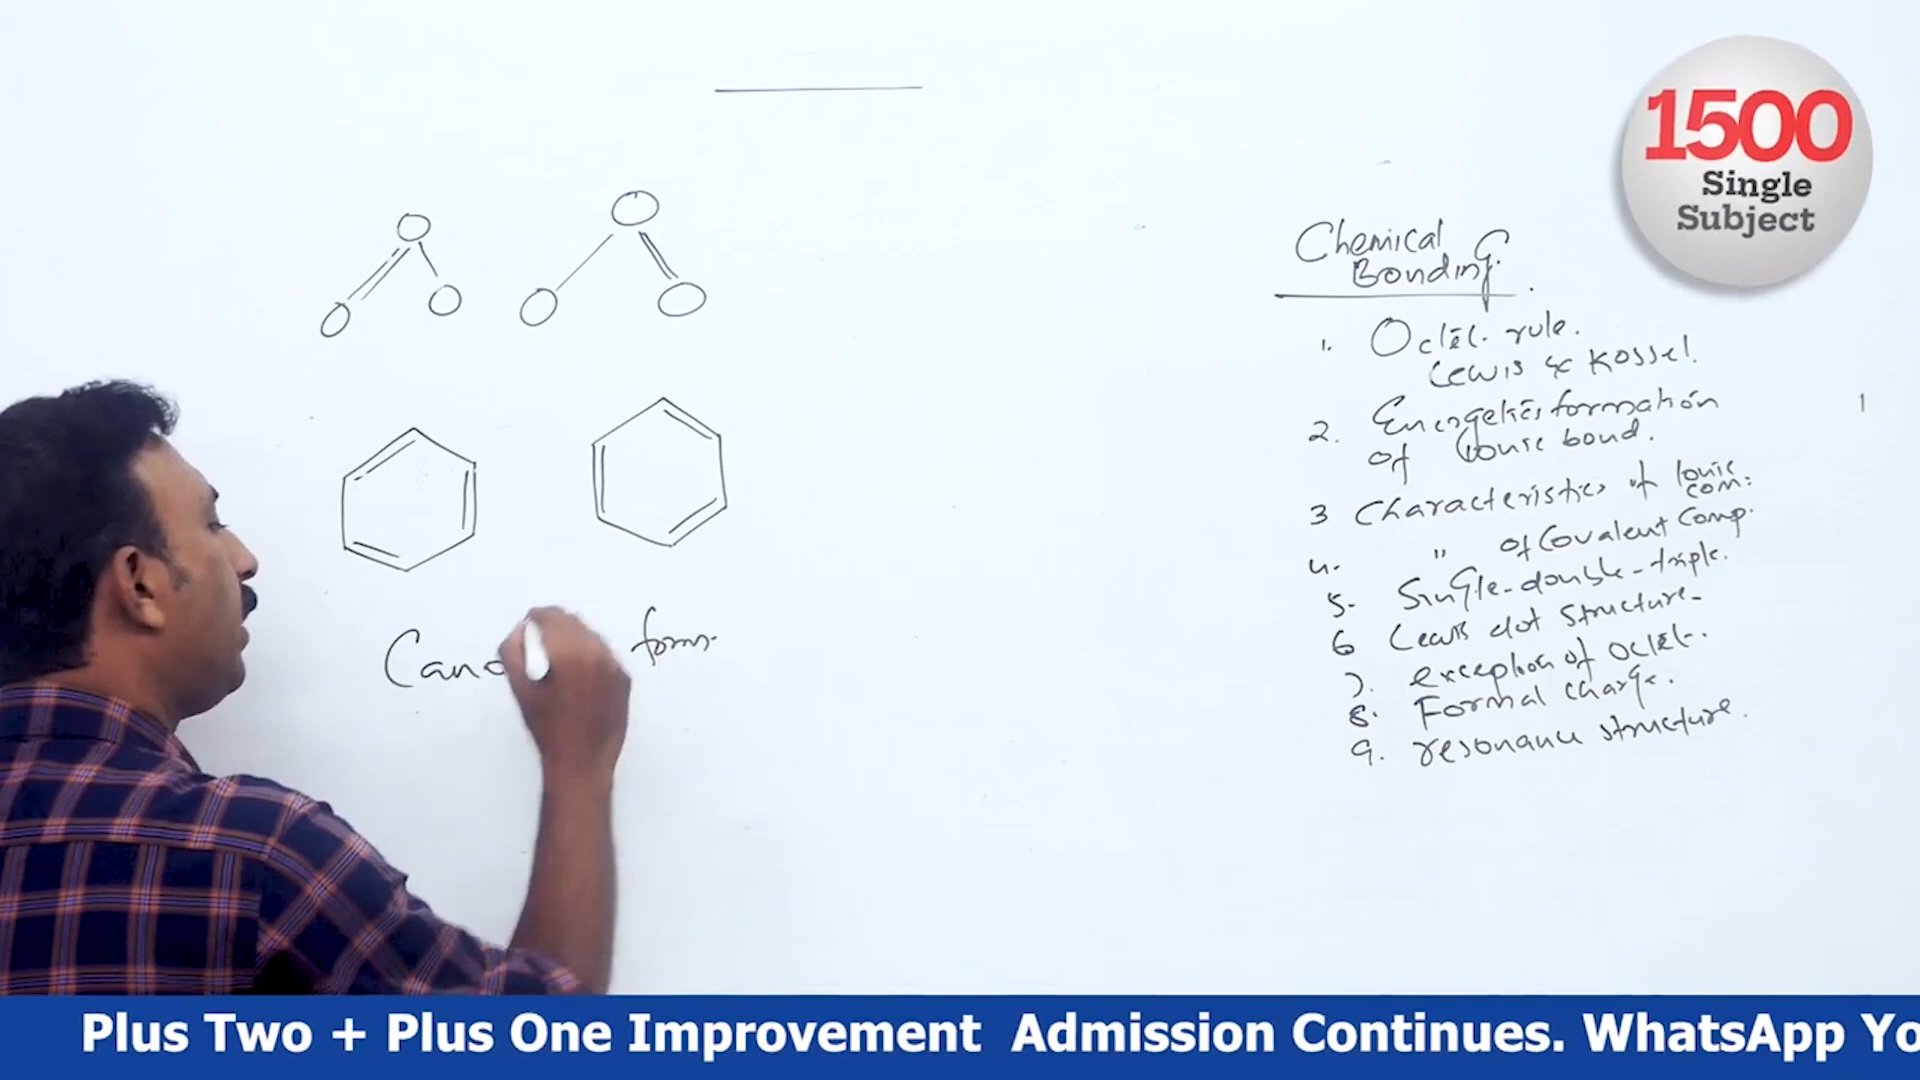 1500
Single
Subject
O
O
O
O
O
O
Chemical
Bonding.
1. Octet. rule.
Lewis & Kossel.
2. Energetics formation
of Ionic bond.
3 Characteristics of Ionic
com:
4. " of Covalent Comp.
5. Single-double-triple.
6 Lewis dot structure-
7. exception of Octet-.
8. Formal charge.
9. resonance structure.
1
Cano form.
Plus Two + Plus One Improvement Admission Continues. WhatsApp Yo